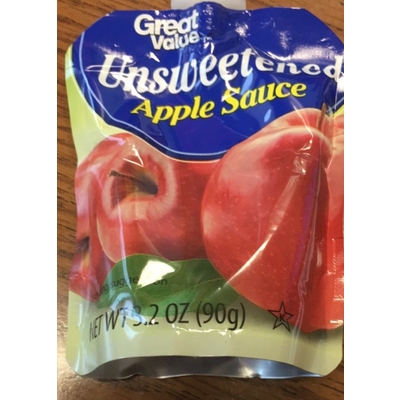 Great
Value
Unsweetened
Apple Sauce
NET WT 3.2 OZ (90g)